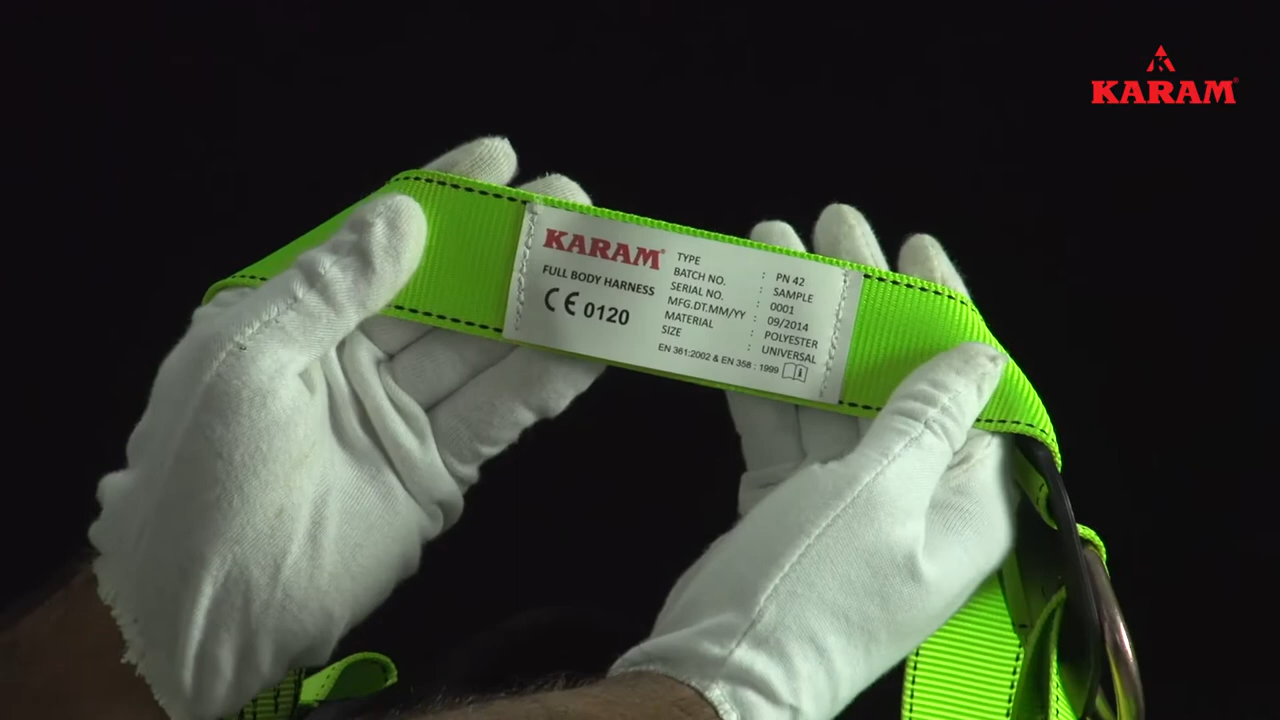 KARAM®
KARAM®
FULL BODY HARNESS
CE 0120
TYPE : PN 42
BATCH NO. : SAMPLE
SERIAL NO. : 0001
MFG.DT.MM/YY : 09/2014
MATERIAL : POLYESTER
SIZE : UNIVERSAL
EN 361:2002 & EN 358 : 1999